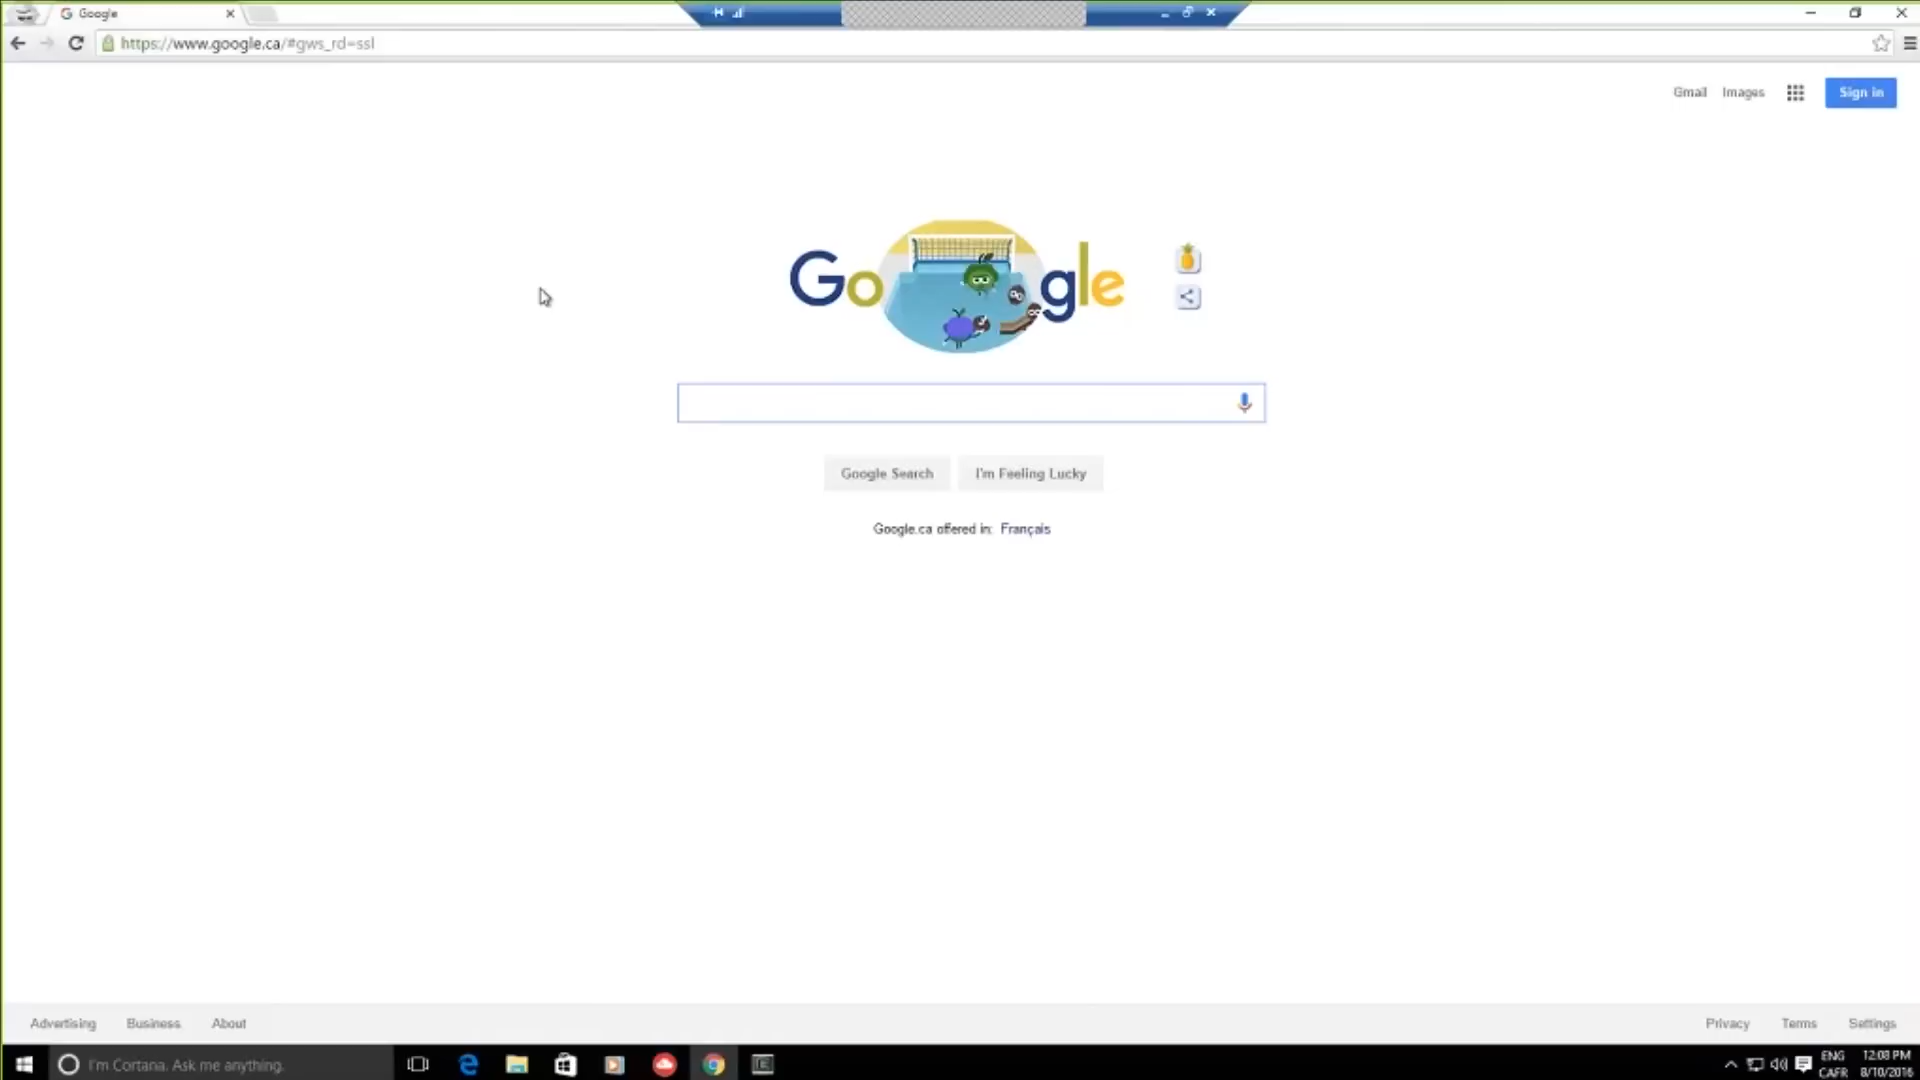 Google
https://www.google.ca/#gws_rd=ssl
Gmail Images Sign in
Google
Google Search I'm Feeling Lucky
Google.ca offered in: Français
Advertising Business About Privacy Terms Settings
I'm Cortana. Ask me anything.
ENG 12:08 PM
CAFR 8/10/2016